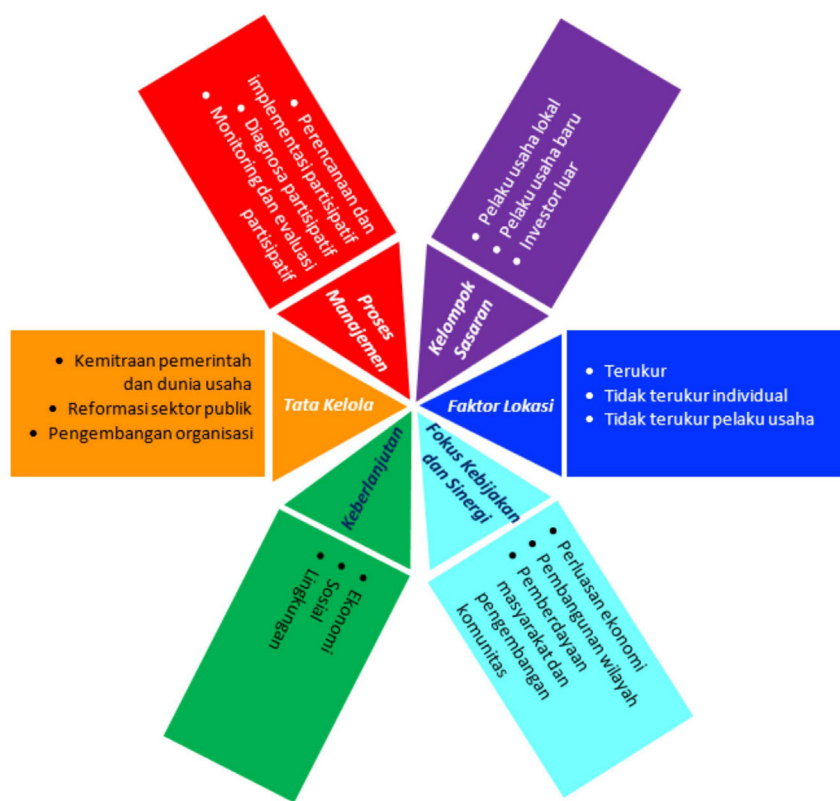 Perencanaan dan
implementasi partisipatif
Diagnosa partisipatif
Monitoring dan evaluasi
partisipatif
Proses
Manajemen
Pelaku usaha lokal
Pelaku usaha baru
Investor luar
Kelompok
Sasaran
Kemitraan pemerintah
dan dunia usaha
Reformasi sektor publik
Pengembangan organisasi
Tata Kelola
Faktor Lokasi
Terukur
Tidak terukur individual
Tidak terukur pelaku usaha
Keberlanjutan
Ekonomi
Sosial
Lingkungan
Fokus Kebijakan
dan Sinergi
Perluasan ekonomi
Pembangunan wilayah
Pemberdayaan
masyarakat dan
pengembangan
komunitas